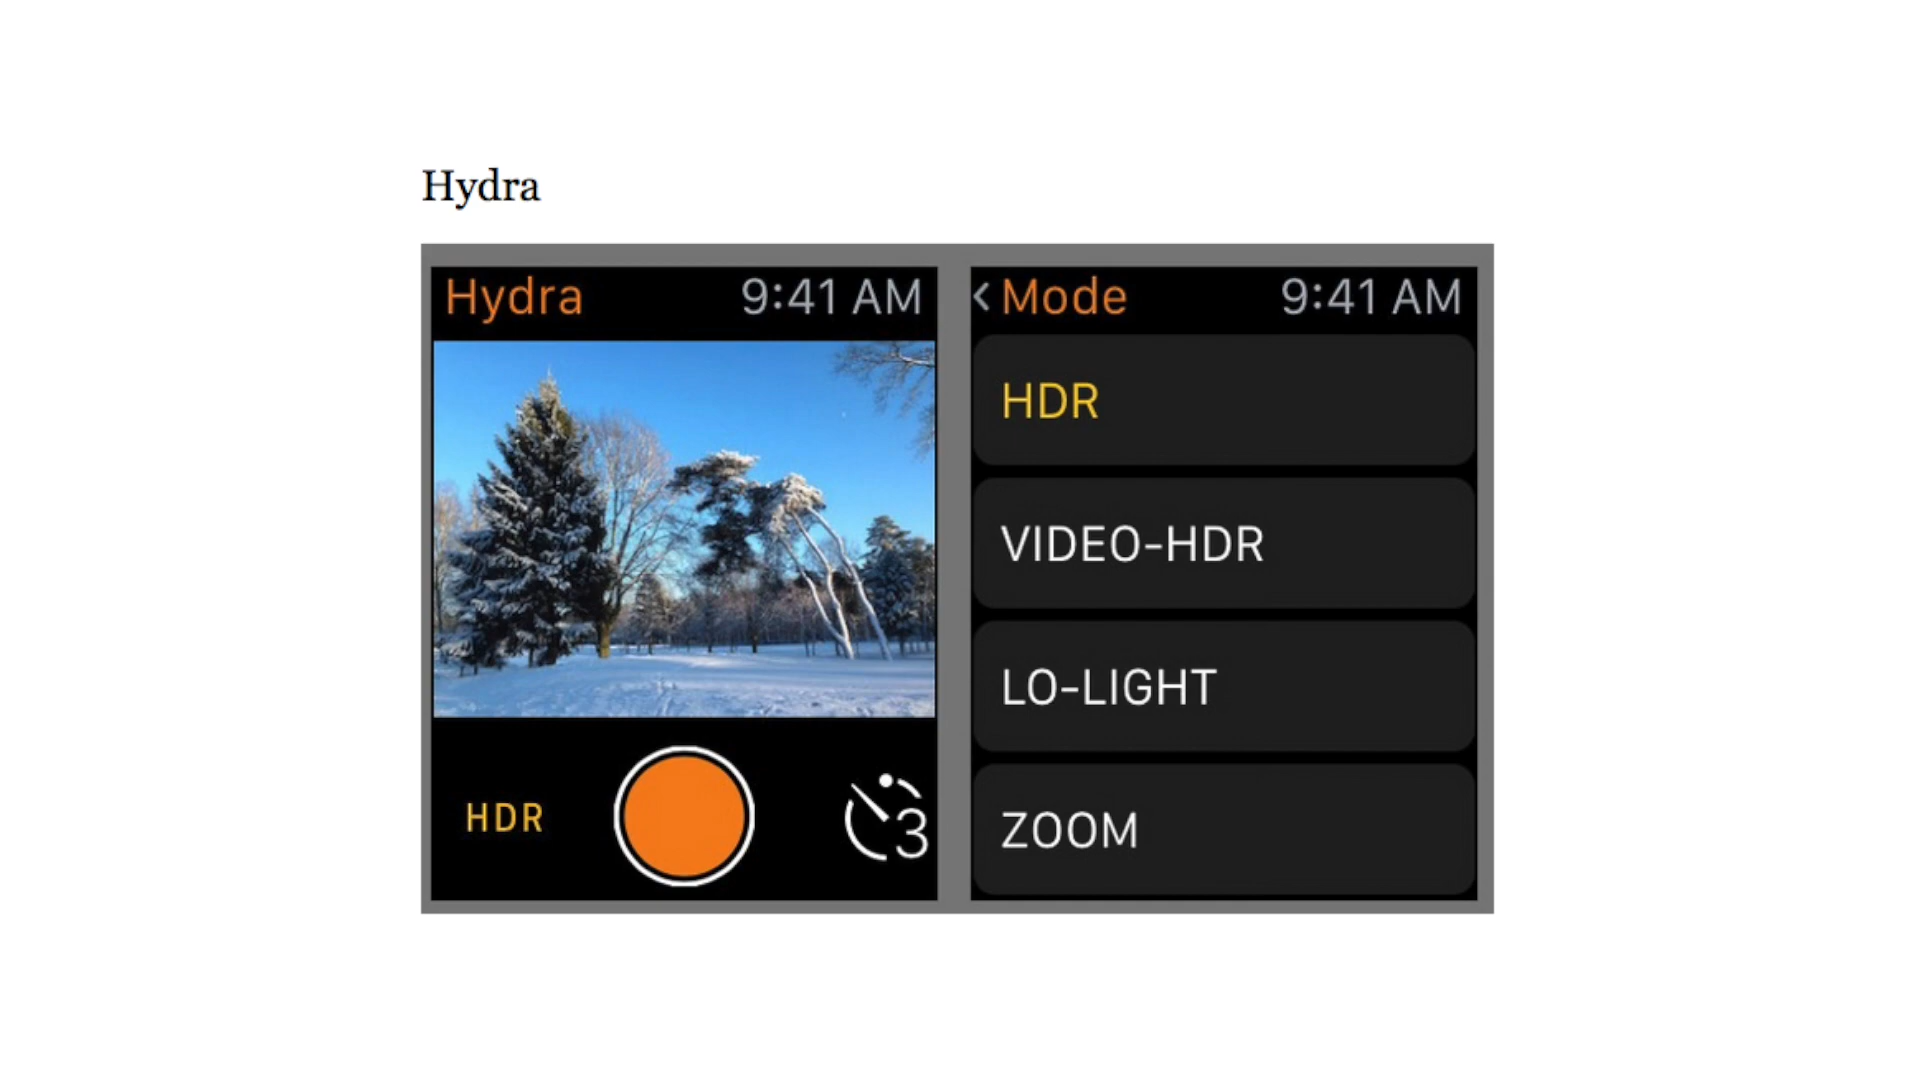 Hydra
Hydra 9:41 AM
HDR
3
< Mode 9:41 AM
HDR
VIDEO-HDR
LO-LIGHT
ZOOM